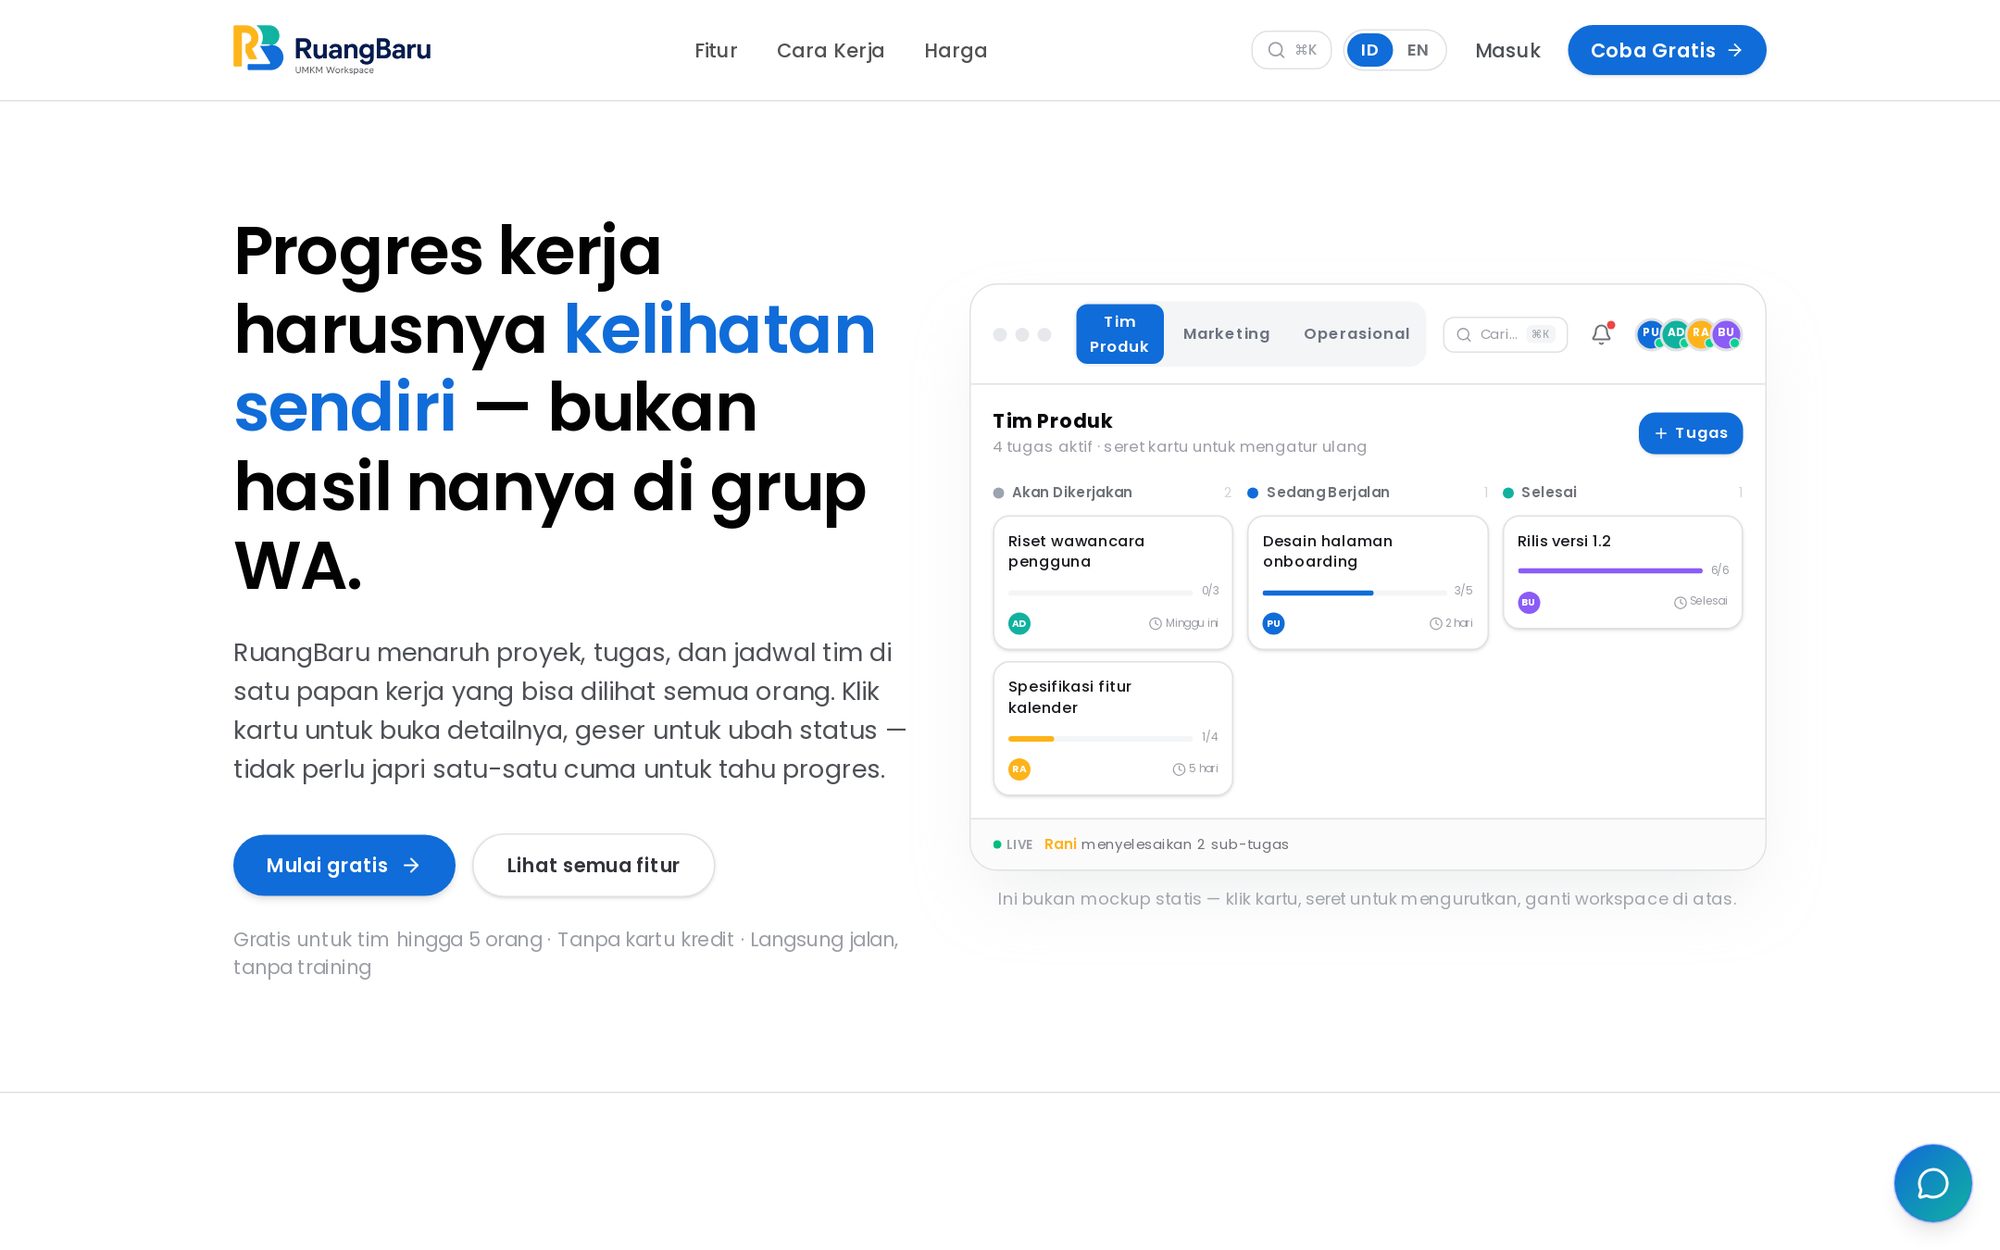 RuangBaru
UMKM Workspace
Fitur
Cara Kerja
Harga
⌘K
ID
EN
Masuk
Coba Gratis
Progres kerja
harusnya kelihatan
sendiri — bukan
hasil nanya di grup
WA.
RuangBaru menaruh proyek, tugas, dan jadwal tim di
satu papan kerja yang bisa dilihat semua orang. Klik
kartu untuk buka detailnya, geser untuk ubah status —
tidak perlu japri satu-satu cuma untuk tahu progres.
Mulai gratis
Lihat semua fitur
Gratis untuk tim hingga 5 orang · Tanpa kartu kredit · Langsung jalan,
tanpa training
Tim
Produk
Marketing
Operasional
Cari...
⌘K
PU
AD
RA
BU
Tim Produk
4 tugas aktif · seret kartu untuk mengatur ulang
+ Tugas
Akan Dikerjakan
2
Riset wawancara
pengguna
0/3
AD
Minggu ini
Spesifikasi fitur
kalender
1/4
RA
5 hari
Sedang Berjalan
1
Desain halaman
onboarding
3/5
PU
2 hari
Selesai
1
Rilis versi 1.2
6/6
BU
Selesai
LIVE Rani menyelesaikan 2 sub-tugas
Ini bukan mockup statis — klik kartu, seret untuk mengurutkan, ganti workspace di atas.